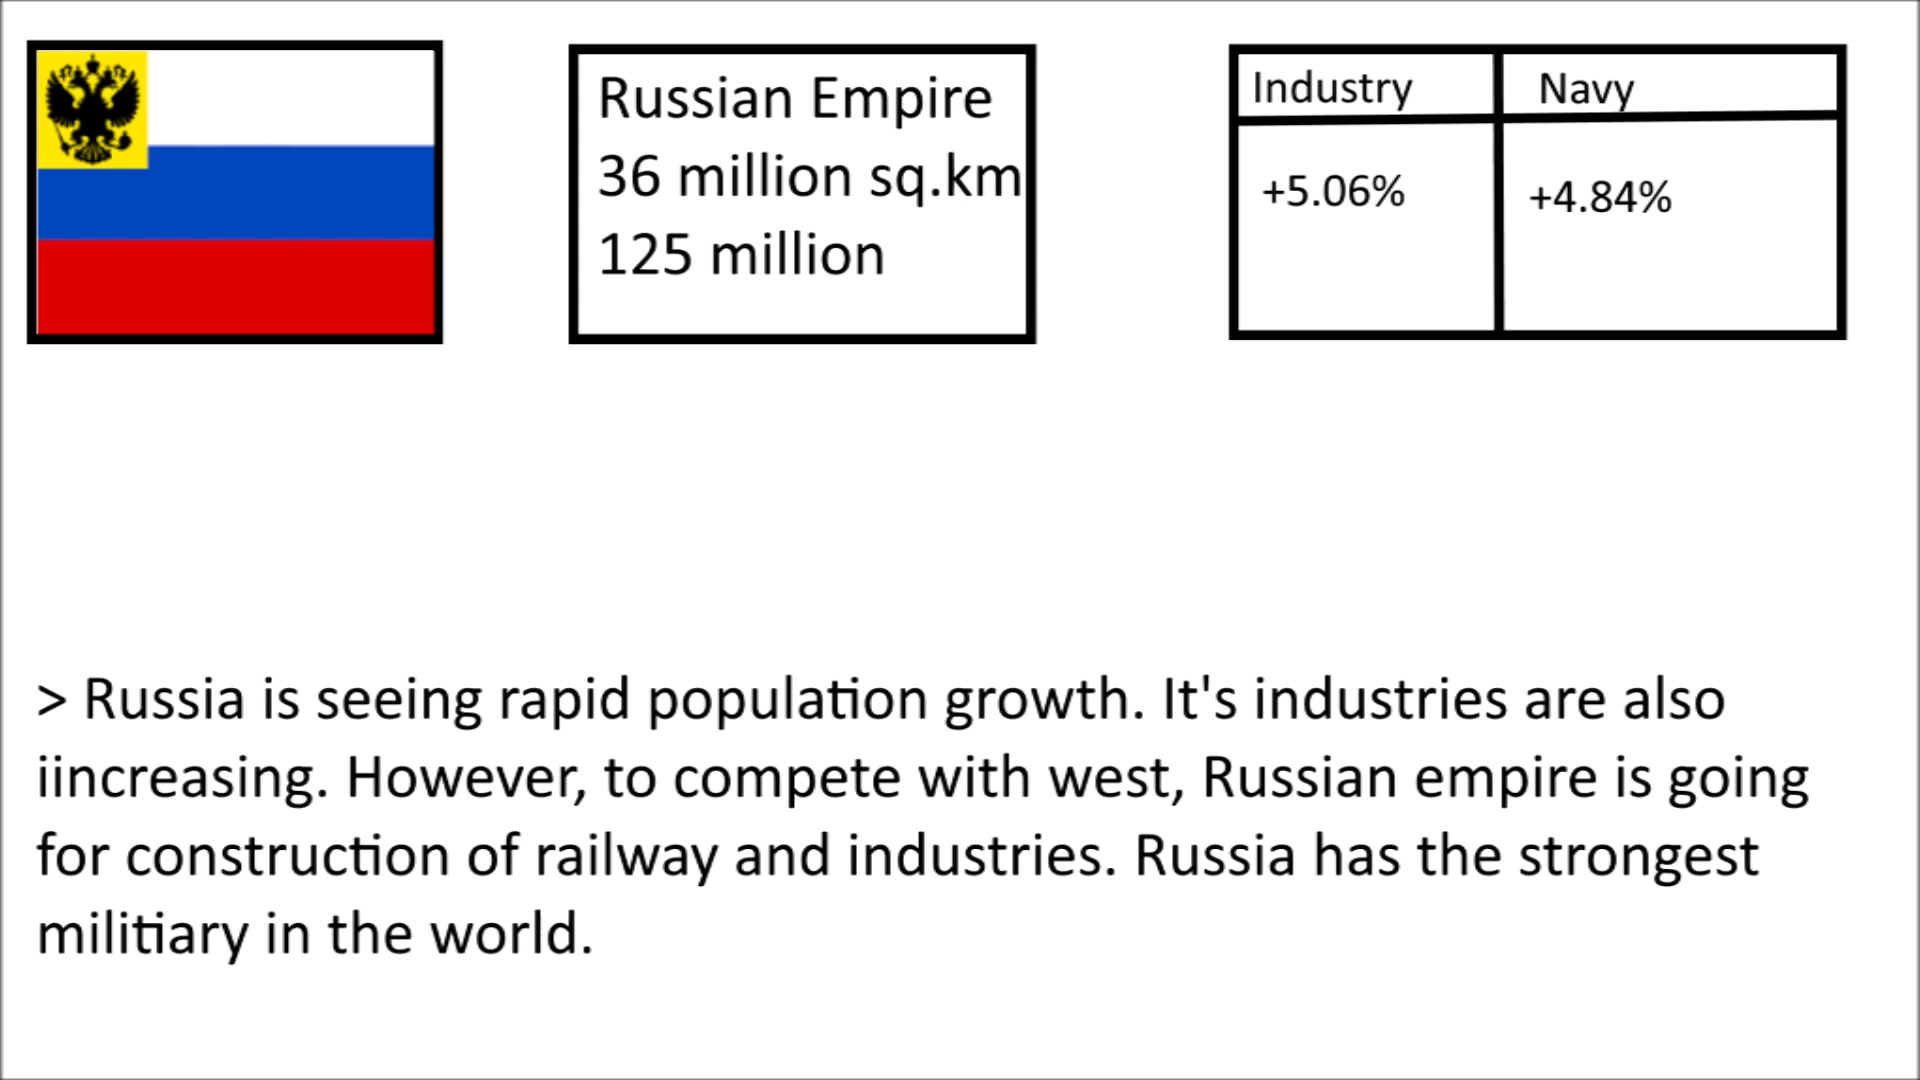 Russian Empire
36 million sq.km
125 million
Industry
Navy
+5.06%
+4.84%
> Russia is seeing rapid population growth. It's industries are also
iincreasing. However, to compete with west, Russian empire is going
for construction of railway and industries. Russia has the strongest
militiary in the world.